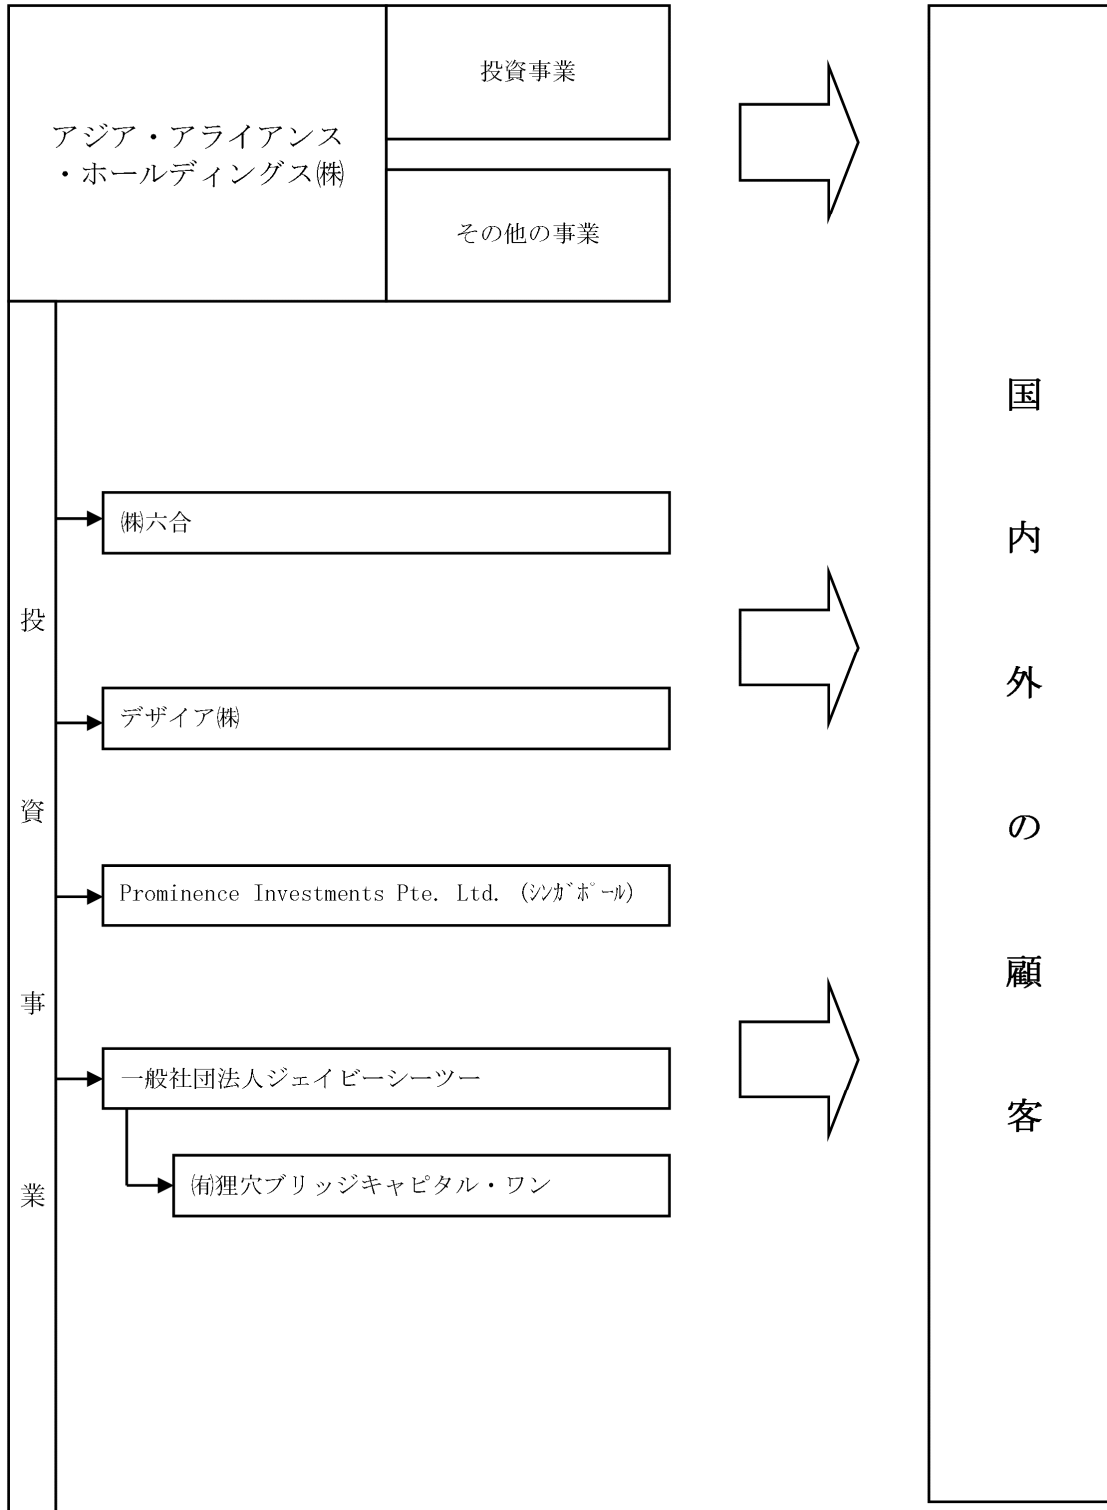 アジア・アライアンス
・ホールディングス㈱
投資事業
その他の事業
㈱六合
デザイア㈱
Prominence Investments Pte. Ltd. (ｼﾝｶﾞﾎﾟｰﾙ)
一般社団法人ジェイビーシーツー
㈲狸穴ブリッジキャピタル・ワン
投資事業
国内外の顧客